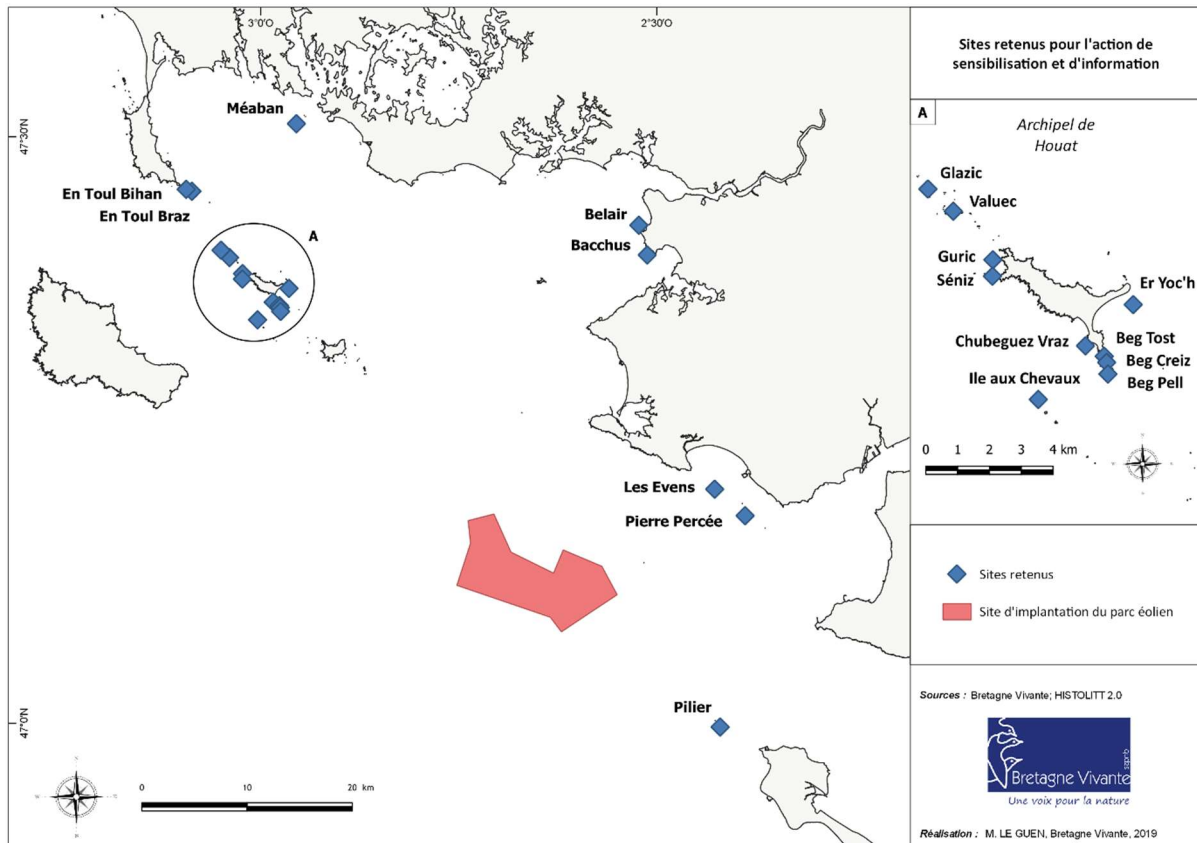 3°0'O
2°30'O
47°30'N
47°0'N
Méaban
En Toul Bihan
En Toul Braz
A
Belair
Bacchus
Les Evens
Pierre Percée
Pilier
0 10 20 km
Sites retenus pour l'action de
sensibilisation et d'information
A
Archipel de
Houat
Glazic
Valuec
Guric
Séniz
Er Yoc'h
Chubeguez Vraz
Beg Tost
Beg Creiz
Beg Pell
Ile aux Chevaux
0 1 2 3 4 km
Sites retenus
Site d'implantation du parc éolien
Sources : Bretagne Vivante; HISTOLITT 2.0
Bretagne Vivante
Une voix pour la nature
Réalisation : M. LE GUEN, Bretagne Vivante, 2019